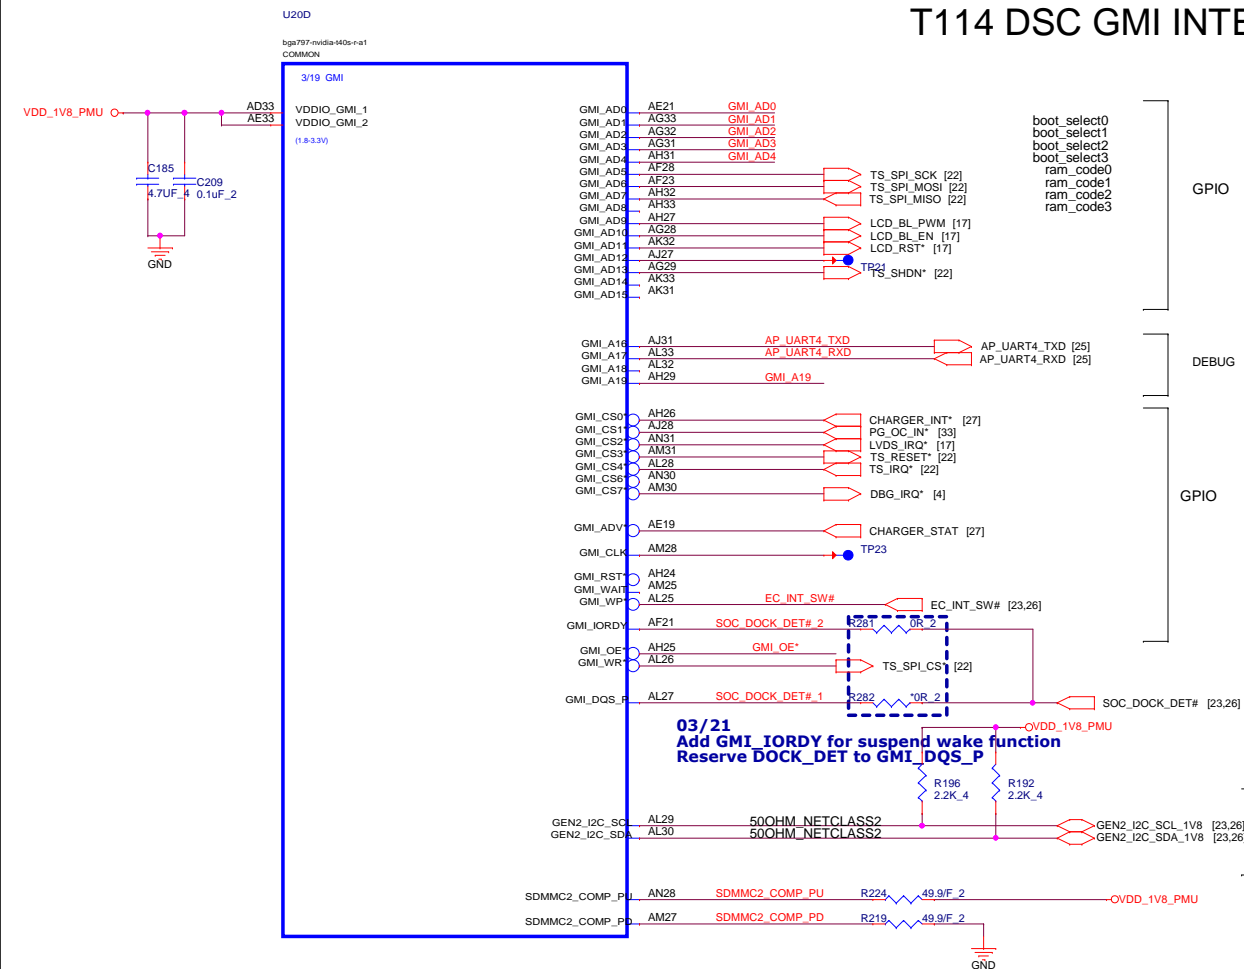 T114 DSC GMI INTE
U20D
bga797-nvidia-t40s-r-a1
COMMON
3/19 GMI
VDD_1V8_PMU
AD33 VDDIO_GMI_1
AE33 VDDIO_GMI_2
(1.8-3.3V)
C185
4.7UF_4
C209
0.1uF_2
GND
GMI_AD0 AE21 GMI_AD0
GMI_AD1 AG33 GMI_AD1
GMI_AD2 AG32 GMI_AD2
GMI_AD3 AG31 GMI_AD3
GMI_AD4 AH31 GMI_AD4
GMI_AD5 AF28 TS_SPI_SCK [22]
GMI_AD6 AF23 TS_SPI_MOSI [22]
GMI_AD7 AH32 TS_SPI_MISO [22]
GMI_AD8 AH33
GMI_AD9 AH27 LCD_BL_PWM [17]
GMI_AD10 AG28 LCD_BL_EN [17]
GMI_AD11 AK32 LCD_RST* [17]
GMI_AD12 AJ27 TP21
GMI_AD13 AG29 TS_SHDN* [22]
GMI_AD14 AK33
GMI_AD15 AK31
boot_select0
boot_select1
boot_select2
boot_select3
ram_code0
ram_code1
ram_code2
ram_code3
GPIO
GMI_A16 AJ31 AP_UART4_TXD AP_UART4_TXD [25]
GMI_A17 AL33 AP_UART4_RXD AP_UART4_RXD [25]
GMI_A18 AL32
GMI_A19 AH29 GMI_A19
DEBUG
GMI_CS0* AH26 CHARGER_INT* [27]
GMI_CS1* AJ28 PG_OC_IN* [33]
GMI_CS2* AN31 LVDS_IRQ* [17]
GMI_CS3* AM31 TS_RESET* [22]
GMI_CS4* AL28 TS_IRQ* [22]
GMI_CS6* AN30
GMI_CS7* AM30 DBG_IRQ* [4]
GPIO
GMI_ADV* AE19 CHARGER_STAT [27]
GMI_CLK AM28 TP23
GMI_RST* AH24
GMI_WAIT AM25
GMI_WP* AL25 EC_INT_SW# EC_INT_SW# [23,26]
GMI_IORDY AF21 SOC_DOCK_DET#_2 R281 0R_2
GMI_OE* AH25 GMI_OE*
GMI_WR* AL26 TS_SPI_CS* [22]
GMI_DQS_P AL27 SOC_DOCK_DET#_1 R282 *0R_2 SOC_DOCK_DET# [23,26]
03/21
Add GMI_IORDY for suspend wake function
Reserve DOCK_DET to GMI_DQS_P
VDD_1V8_PMU
R196
2.2K_4
R192
2.2K_4
GEN2_I2C_SCL AL29 50OHM_NETCLASS2 GEN2_I2C_SCL_1V8 [23,26]
GEN2_I2C_SDA AL30 50OHM_NETCLASS2 GEN2_I2C_SDA_1V8 [23,26
SDMMC2_COMP_PU AN28 SDMMC2_COMP_PU R224 49.9/F_2 VDD_1V8_PMU
SDMMC2_COMP_PD AM27 SDMMC2_COMP_PD R219 49.9/F_2
GND